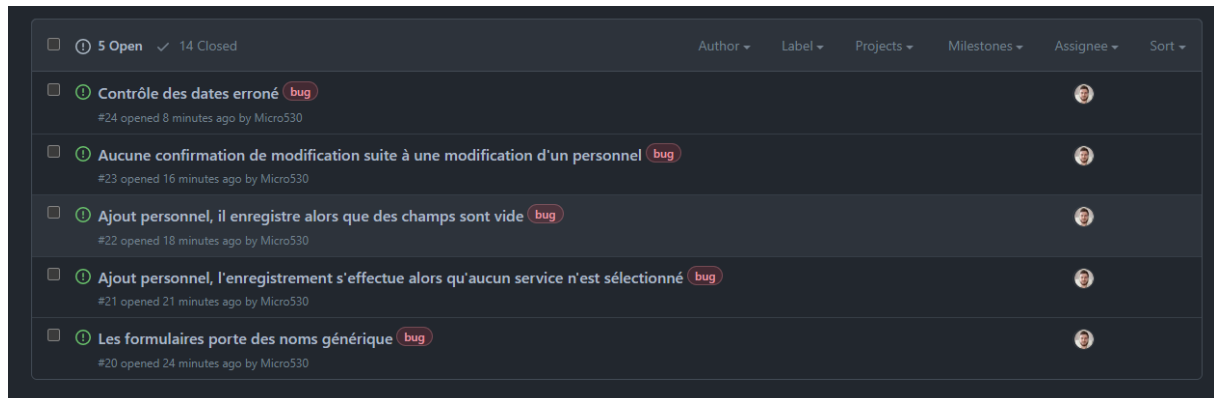 5 Open 14 Closed Author Label Projects Milestones Assignee Sort
Contrôle des dates erroné bug
#24 opened 8 minutes ago by Micro530
Aucune confirmation de modification suite à une modification d'un personnel bug
#23 opened 16 minutes ago by Micro530
Ajout personnel, il enregistre alors que des champs sont vide bug
#22 opened 18 minutes ago by Micro530
Ajout personnel, l'enregistrement s'effectue alors qu'aucun service n'est sélectionné bug
#21 opened 21 minutes ago by Micro530
Les formulaires porte des noms générique bug
#20 opened 24 minutes ago by Micro530